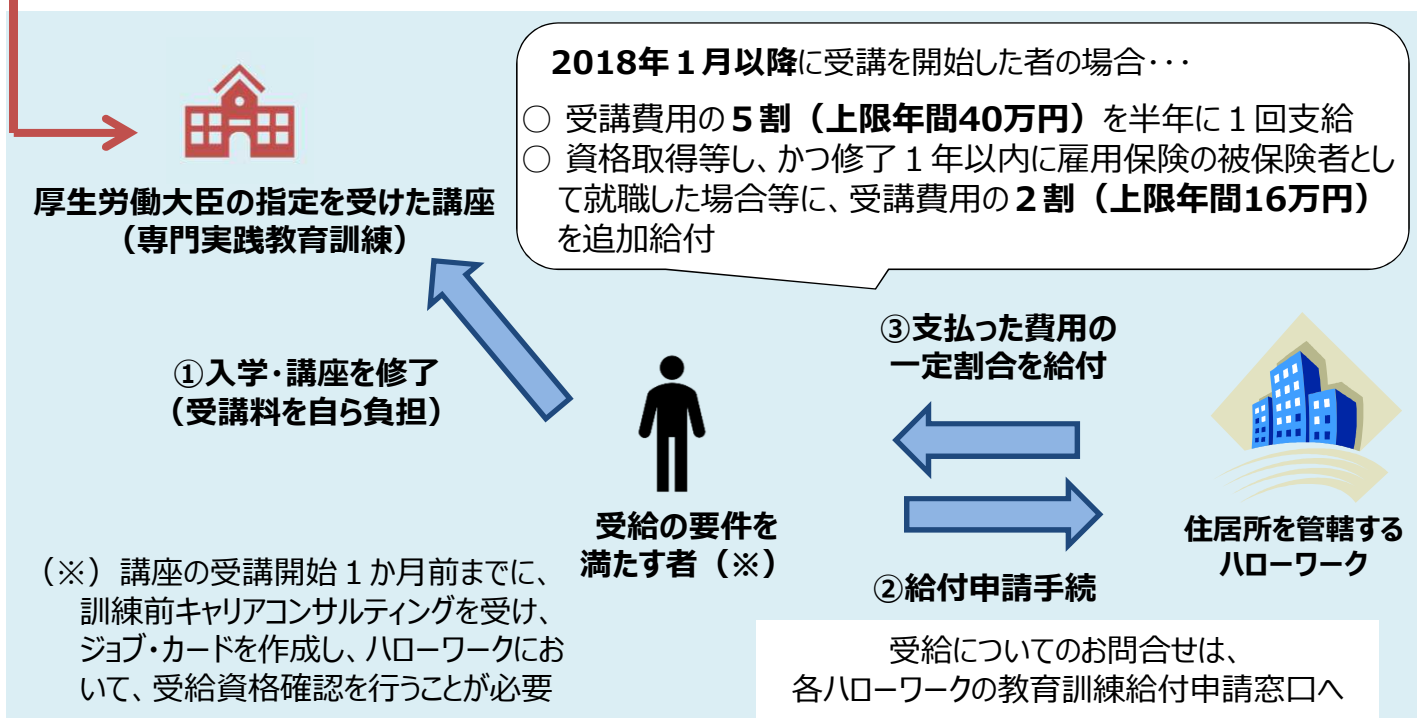 2018年1月以降に受講を開始した者の場合･･･
○ 受講費用の５割（上限年間40万円）を半年に１回支給
○ 資格取得等し、かつ修了１年以内に雇用保険の被保険者とし
て就職した場合等に、受講費用の２割（上限年間16万円）
を追加給付
厚生労働大臣の指定を受けた講座
（専門実践教育訓練）
①入学･講座を修了
（受講料を自ら負担）
③支払った費用の
一定割合を給付
受給の要件を
満たす者（※）
②給付申請手続
住居所を管轄する
ハローワーク
（※）講座の受講開始１か月前までに、
訓練前キャリアコンサルティングを受け、
ジョブ･カードを作成し、ハローワークにお
いて、受給資格確認を行うことが必要
受給についてのお問合せは、
各ハローワークの教育訓練給付申請窓口へ